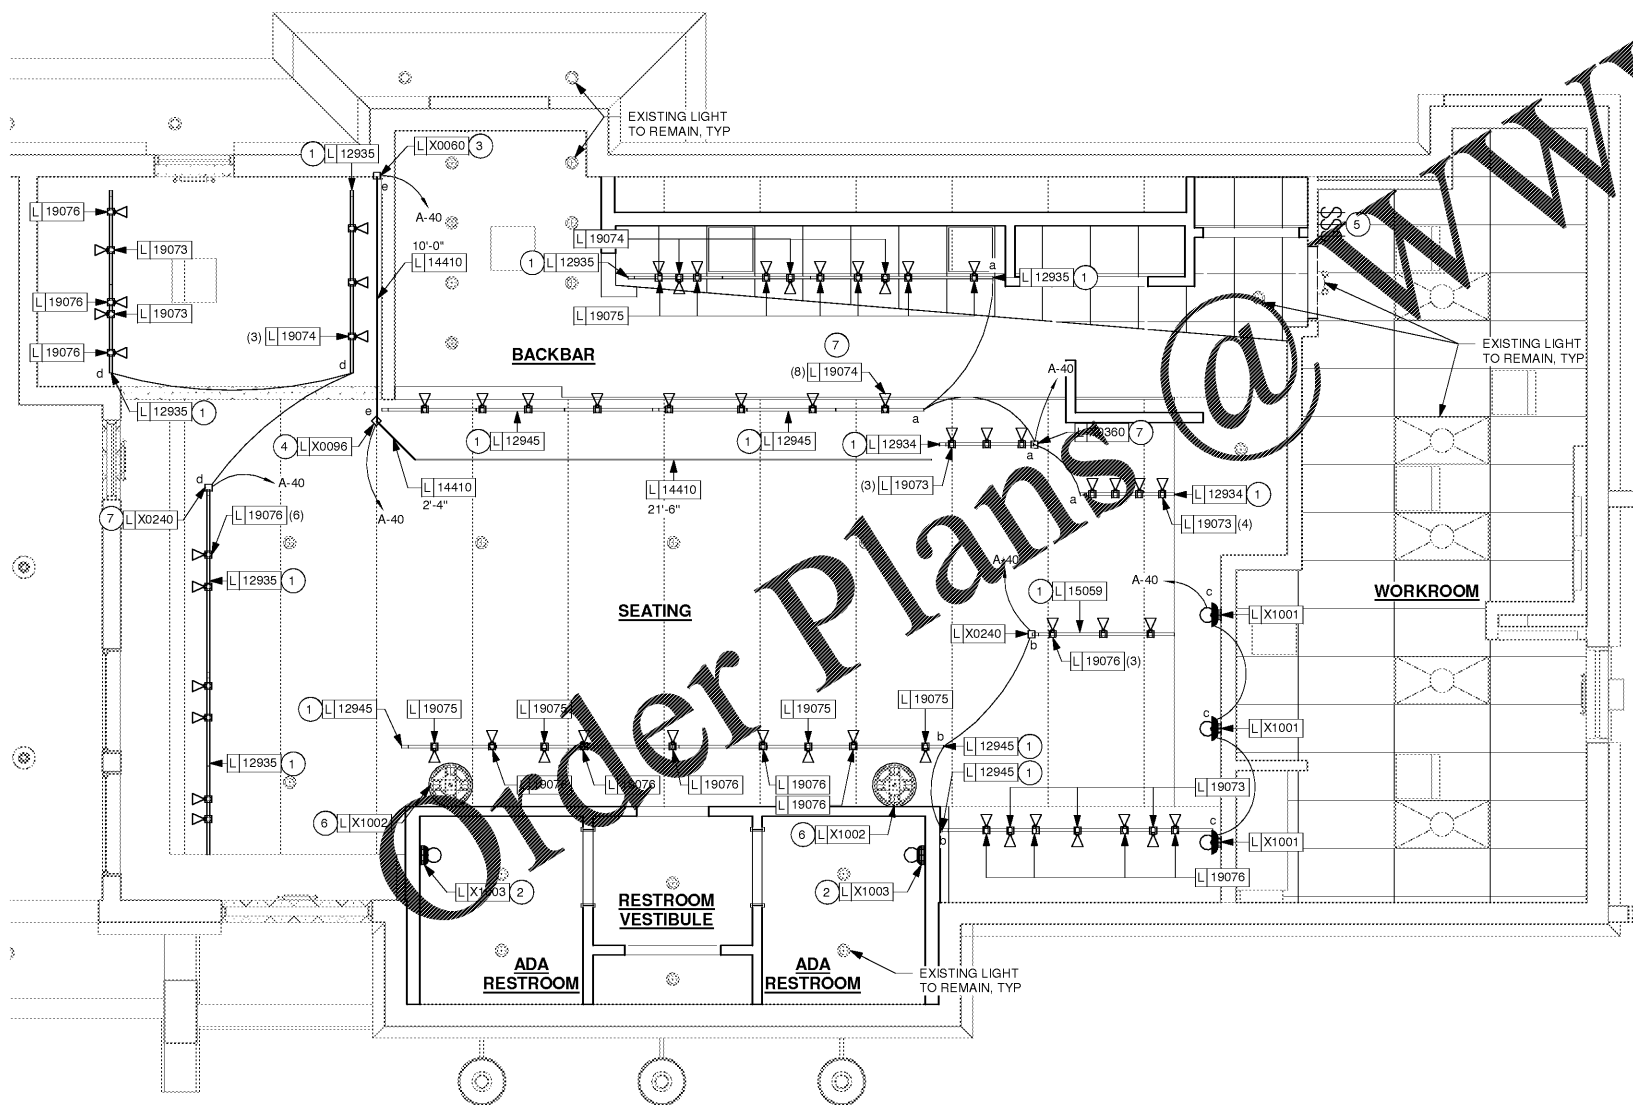 EXISTING LIGHT
TO REMAIN, TYP
1 L 12935
L X0060 3
e
A-40
L 19076
L 19073
10'-0"
L 14410
L 19074
1 L 12935
a
L 12935 1
SS
5
L 19076
L 19073
L 19075
(3) L 19074
L 19076
BACKBAR
7
(8) L 19074
EXISTING LIGHT
TO REMAIN, TYP
d
d
A-40
L 12935 1
e
a
4 L X0096
1 L 12945
1 L 12945
1 L 12934
360 7
a
d
A-40
L 14410
2'-4"
L 14410
21'-6"
(3) L 19073
a
L 12934 1
7 L X0240
L 19076 (6)
A-40
L 19073 (4)
A-40
L 12935 1
A-40
1 L 15059
c
WORKROOM
SEATING
L X1001
L X0240
b
L 19076 (3)
1 L 12945
L 19075
L 19075
L 19075
L 19075
c
L X1001
b
L 12945 1
L 12935 1
L 12945 1
L 19076
L 19076
L 19076
L 19073
6 L X1002
6 L X1002
b
c
L X1001
L 19076
L X1003 2
2 L X1003
RESTROOM
VESTIBULE
ADA
RESTROOM
ADA
RESTROOM
EXISTING LIGHT
TO REMAIN, TYP
Order Plans @ www